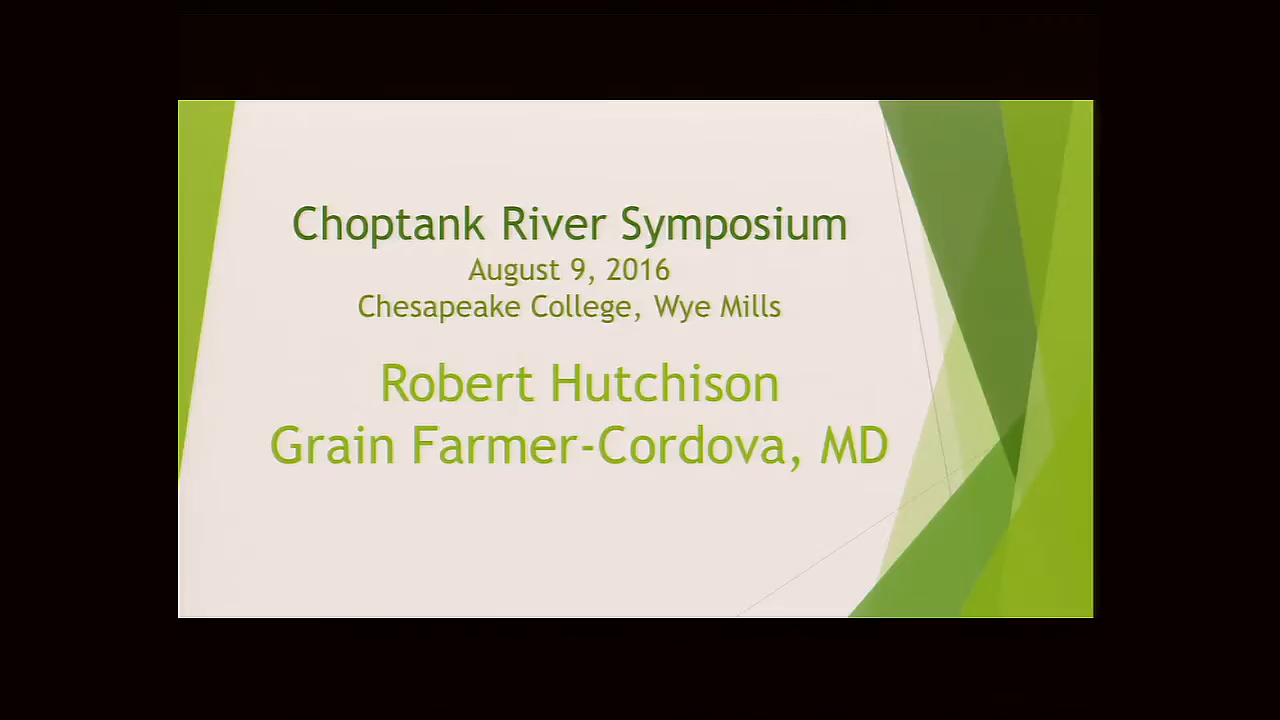 Choptank River Symposium
August 9, 2016
Chesapeake College, Wye Mills
Robert Hutchison
Grain Farmer-Cordova, MD